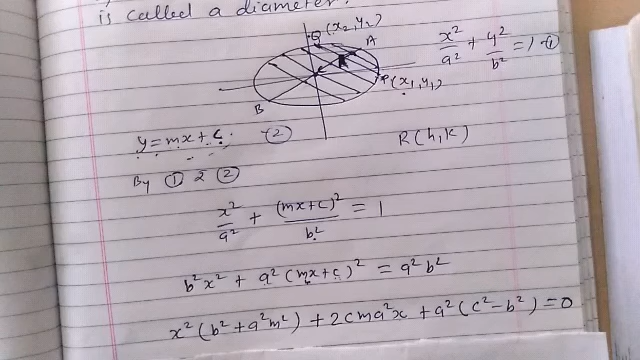 is called a diameter.
Q(x₂,y₂)
A
x²/a² + y²/b² = 1 -①
P(x₁,y₁)
B
y = mx + c. -②
R(h,k)
By ① & ②
x²/a² + (mx+c)²/b² = 1
b²x² + a²(mx+c)² = a²b²
x²(b²+a²m²) + 2cma²x + a²(c²-b²) = 0